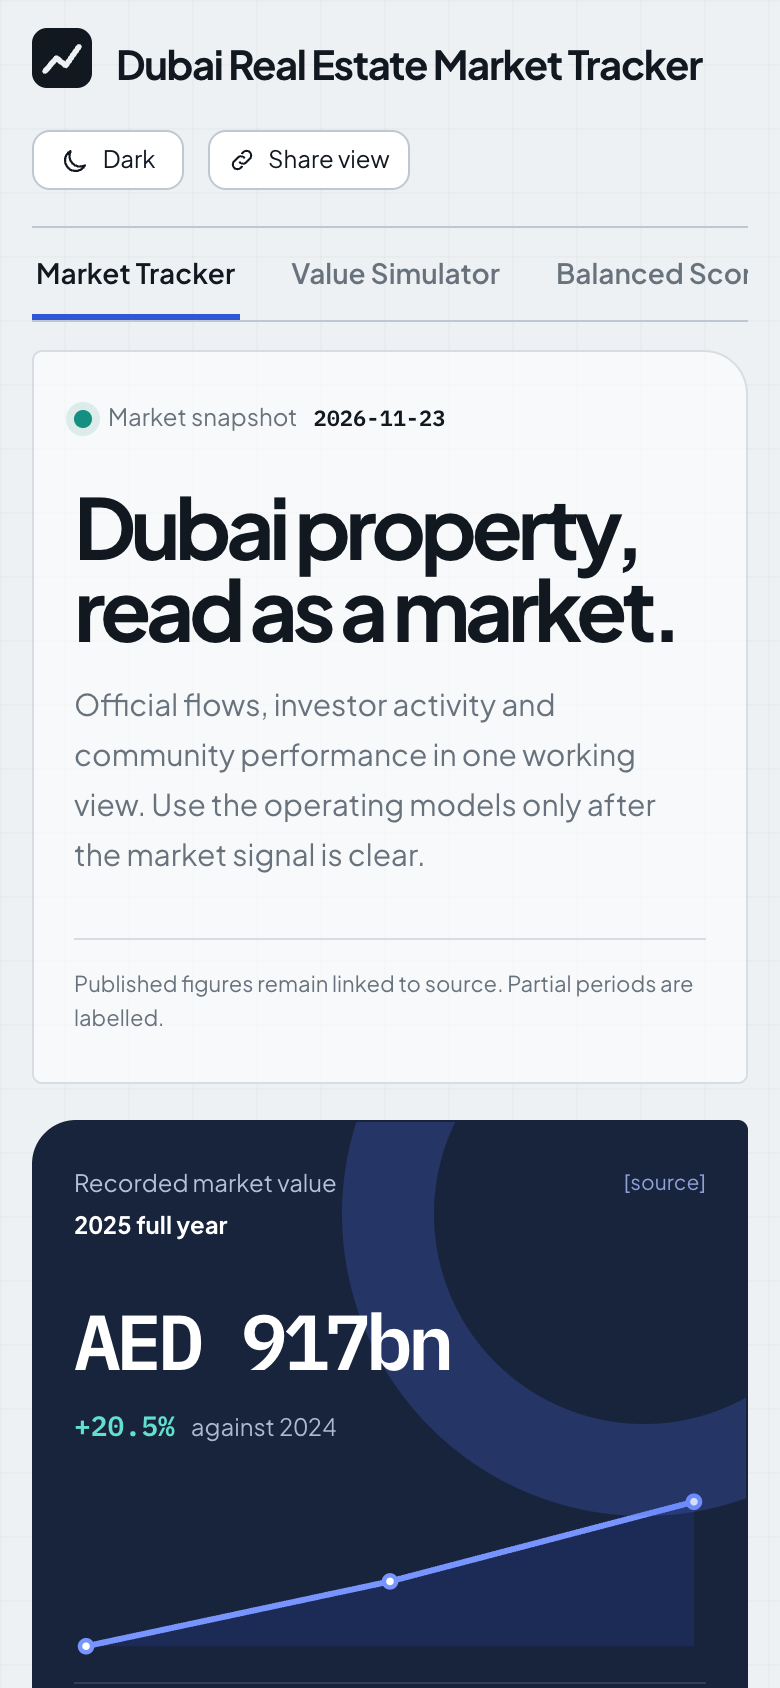 Dubai Real Estate Market Tracker
Dark
Share view
Market Tracker
Value Simulator
Balanced Scor
Market snapshot 2026-11-23
Dubai property,
read as a market.
Official flows, investor activity and
community performance in one working
view. Use the operating models only after
the market signal is clear.
Published figures remain linked to source. Partial periods are
labelled.
Recorded market value
[source]
2025 full year
AED 917bn
+20.5% against 2024